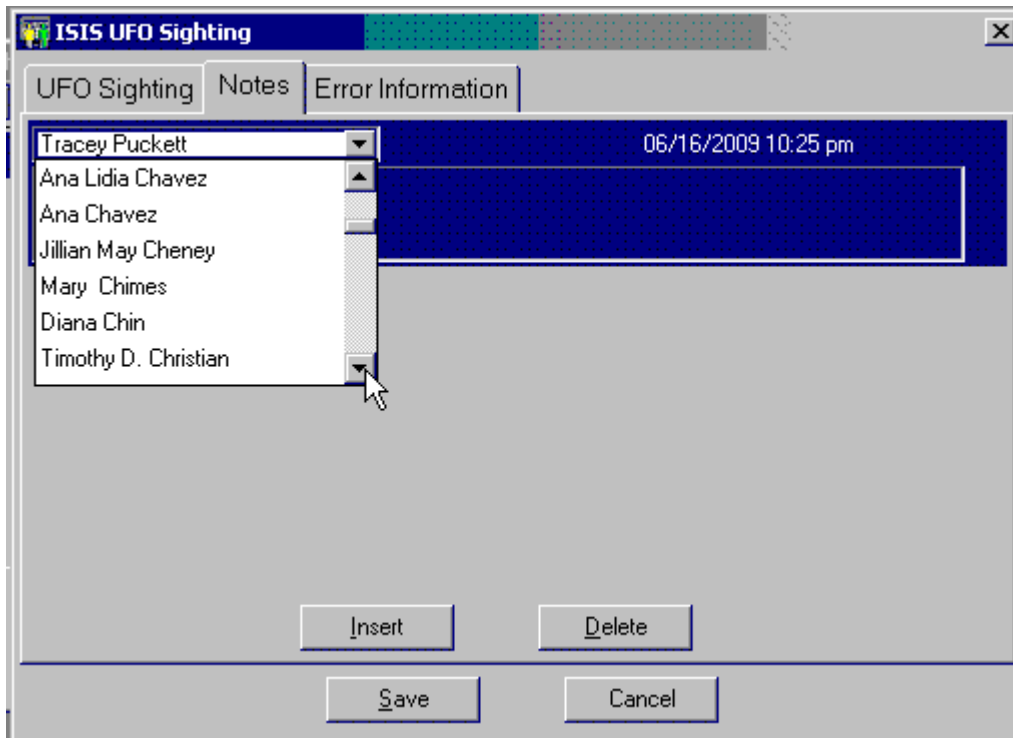 ISIS UFO Sighting
UFO Sighting Notes Error Information
Tracey Puckett 06/16/2009 10:25 pm
Ana Lidia Chavez
Ana Chavez
Jillian May Cheney
Mary Chimes
Diana Chin
Timothy D. Christian
Insert Delete
Save Cancel